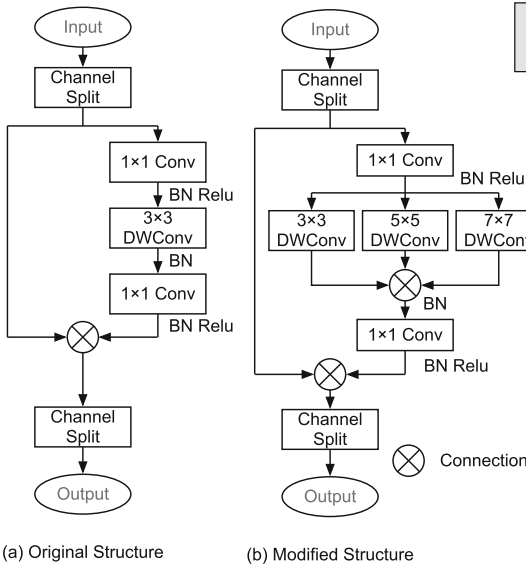 Input
Channel
Split
1×1 Conv
BN Relu
3×3
DWConv
BN
1×1 Conv
BN Relu
Channel
Split
Output
(a) Original Structure
Input
Channel
Split
1×1 Conv
BN Relu
3×3
DWConv
5×5
DWConv
7×7
DWConv
BN
1×1 Conv
BN Relu
Channel
Split
Output
Connection
(b) Modified Structure